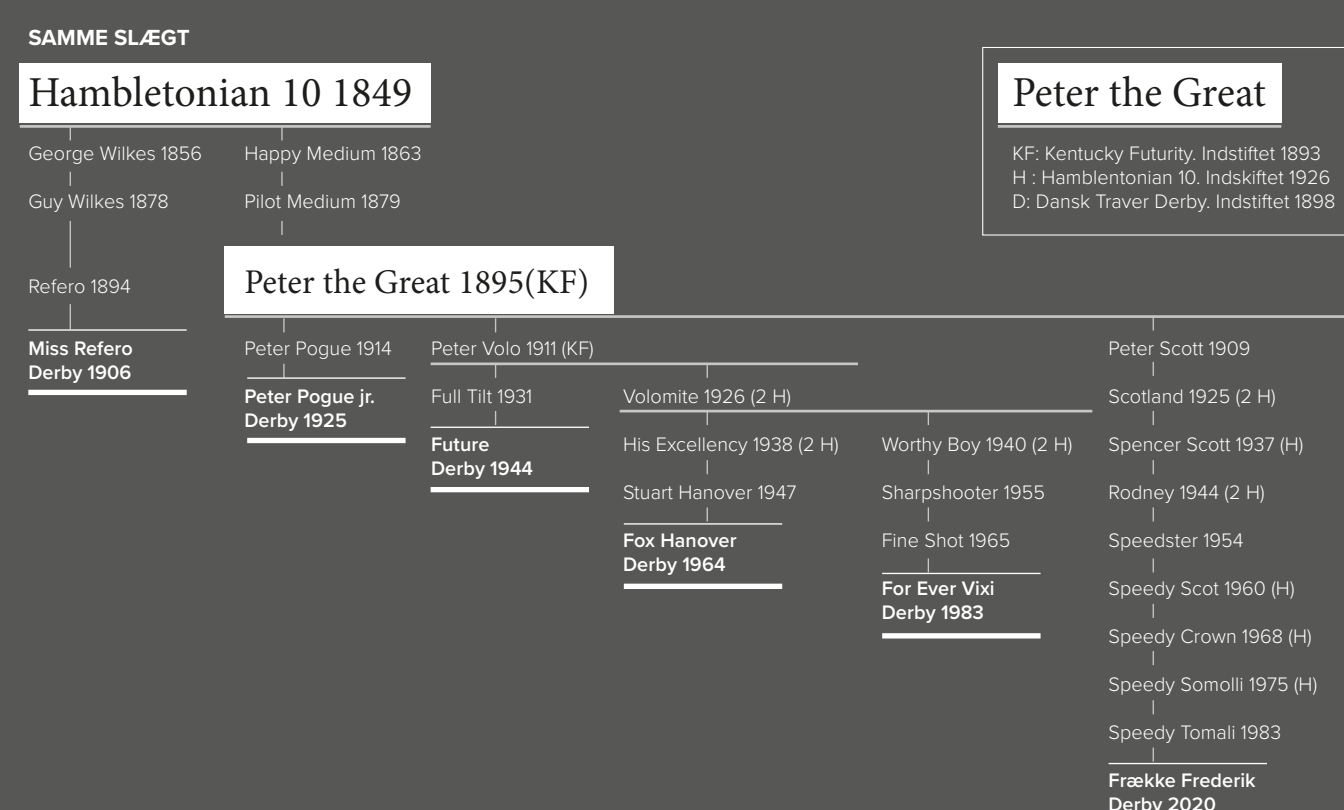 SAMME SLÆGT
Hambletonian 10 1849
George Wilkes 1856
Guy Wilkes 1878
Refero 1894
Miss Refero
Derby 1906
Happy Medium 1863
Pilot Medium 1879
Peter the Great 1895(KF)
Peter Pogue 1914
Peter Pogue jr.
Derby 1925
Peter Volo 1911 (KF)
Full Tilt 1931
Future
Derby 1944
Volomite 1926 (2 H)
His Excellency 1938 (2 H)
Stuart Hanover 1947
Fox Hanover
Derby 1964
Worthy Boy 1940 (2 H)
Sharpshooter 1955
Fine Shot 1965
For Ever Vixi
Derby 1983
Peter Scott 1909
Scotland 1925 (2 H)
Spencer Scott 1937 (H)
Rodney 1944 (2 H)
Speedster 1954
Speedy Scot 1960 (H)
Speedy Crown 1968 (H)
Speedy Somolli 1975 (H)
Speedy Tomali 1983
Frække Frederik
Derby 2020
Peter the Great
KF: Kentucky Futurity. Indstiftet 1893
H : Hamblentonian 10. Indskiftet 1926
D: Dansk Traver Derby. Indstiftet 1898